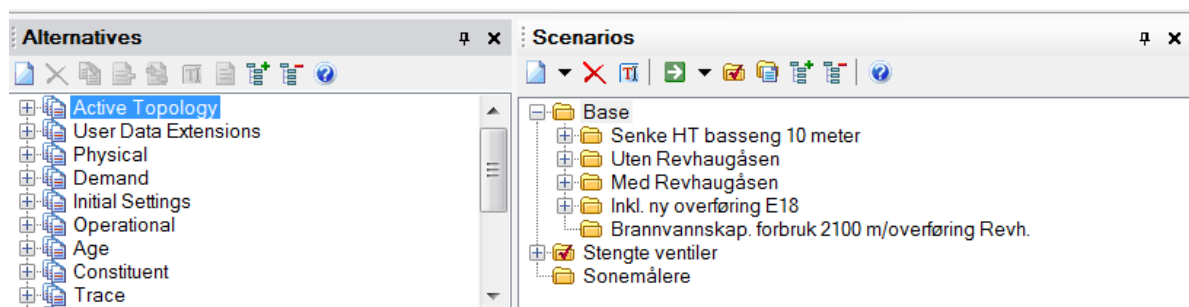 Alternatives
Active Topology
User Data Extensions
Physical
Demand
Initial Settings
Operational
Age
Constituent
Trace
Scenarios
Base
Senke HT basseng 10 meter
Uten Revhaugåsen
Med Revhaugåsen
Inkl. ny overføring E18
Brannvannskap. forbruk 2100 m/overføring Revh.
Stengte ventiler
Sonemålere